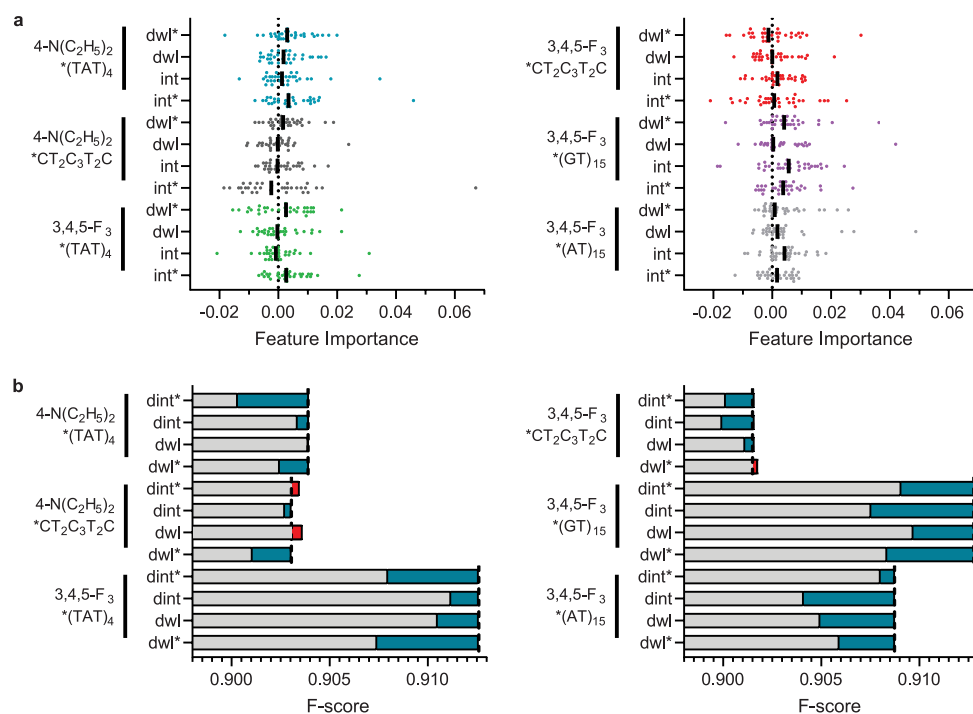 a
4-N(C₂H₅)₂
*(TAT)₄
dwl*
dwl
int
int*
4-N(C₂H₅)₂
*CT₂C₃T₂C
dwl*
dwl
int
int*
3,4,5-F₃
*(TAT)₄
dwl*
dwl
int
int*
-0.02 0.00 0.02 0.04 0.06
Feature Importance
3,4,5-F₃
*CT₂C₃T₂C
dwl*
dwl
int
int*
3,4,5-F₃
*(GT)₁₅
dwl*
dwl
int
int*
3,4,5-F₃
*(AT)₁₅
dwl*
dwl
int
int*
-0.02 0.00 0.02 0.04 0.06
Feature Importance
b
4-N(C₂H₅)₂
*(TAT)₄
dint*
dint
dwl
dwl*
4-N(C₂H₅)₂
*CT₂C₃T₂C
dint*
dint
dwl
dwl*
3,4,5-F₃
*(TAT)₄
dint*
dint
dwl
dwl*
0.900 0.905 0.910
F-score
3,4,5-F₃
*CT₂C₃T₂C
dint*
dint
dwl
dwl*
3,4,5-F₃
*(GT)₁₅
dint*
dint
dwl
dwl*
3,4,5-F₃
*(AT)₁₅
dint*
dint
dwl
dwl*
0.900 0.905 0.910
F-score